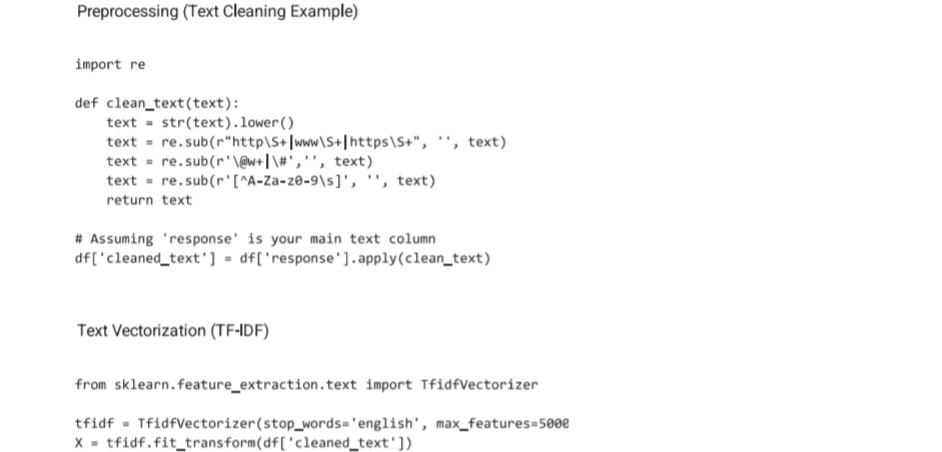 Preprocessing (Text Cleaning Example)
import re
def clean_text(text):
text = str(text).lower()
text = re.sub(r"http\S+|www\S+|https\S+", '', text)
text = re.sub(r'\@w+|\#','', text)
text = re.sub(r'[^A-Za-z0-9\s]', '', text)
return text
# Assuming 'response' is your main text column
df['cleaned_text'] = df['response'].apply(clean_text)
Text Vectorization (TF-IDF)
from sklearn.feature_extraction.text import TfidfVectorizer
tfidf = TfidfVectorizer(stop_words='english', max_features=5000
X = tfidf.fit_transform(df['cleaned_text'])